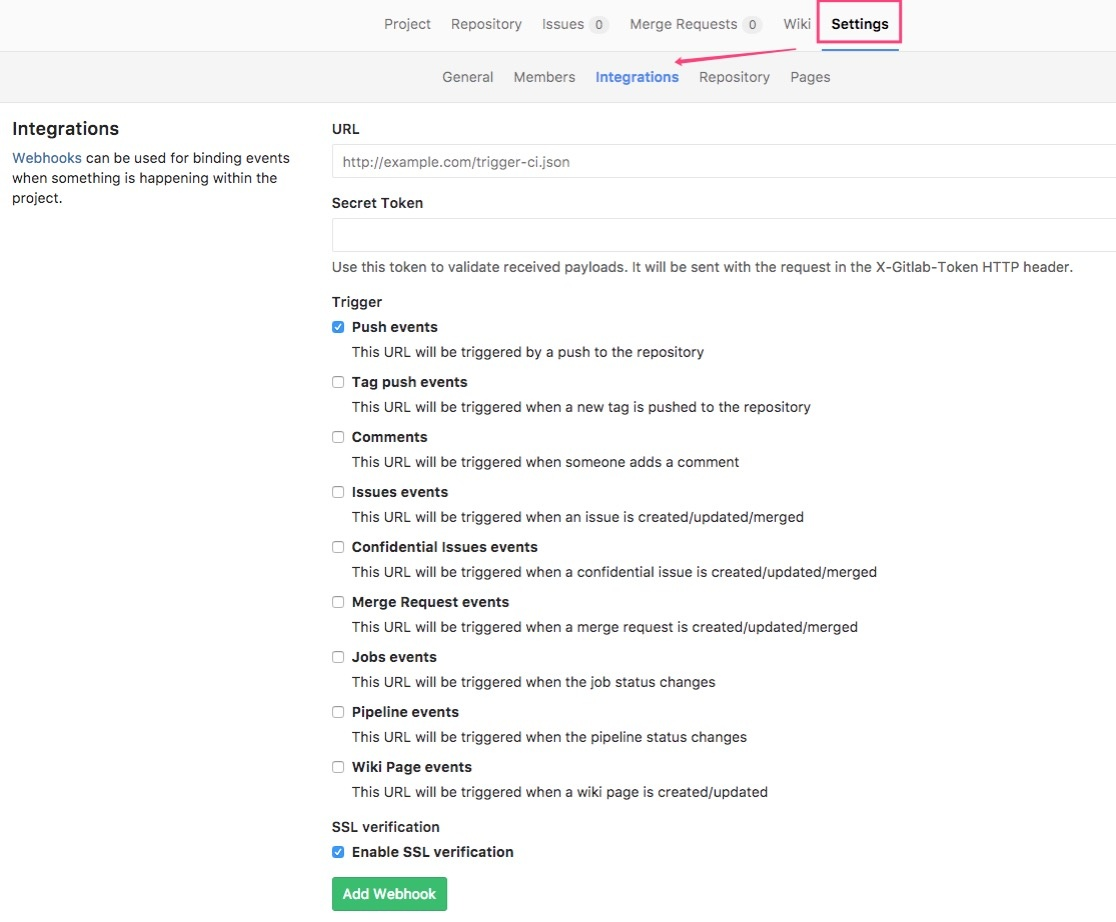 Project Repository Issues 0 Merge Requests 0 Wiki Settings
General Members Integrations Repository Pages
Integrations
Webhooks can be used for binding events
when something is happening within the
project.
URL
http://example.com/trigger-ci.json
Secret Token
Use this token to validate received payloads. It will be sent with the request in the X-Gitlab-Token HTTP header.
Trigger
Push events
This URL will be triggered by a push to the repository
Tag push events
This URL will be triggered when a new tag is pushed to the repository
Comments
This URL will be triggered when someone adds a comment
Issues events
This URL will be triggered when an issue is created/updated/merged
Confidential Issues events
This URL will be triggered when a confidential issue is created/updated/merged
Merge Request events
This URL will be triggered when a merge request is created/updated/merged
Jobs events
This URL will be triggered when the job status changes
Pipeline events
This URL will be triggered when the pipeline status changes
Wiki Page events
This URL will be triggered when a wiki page is created/updated
SSL verification
Enable SSL verification
Add Webhook